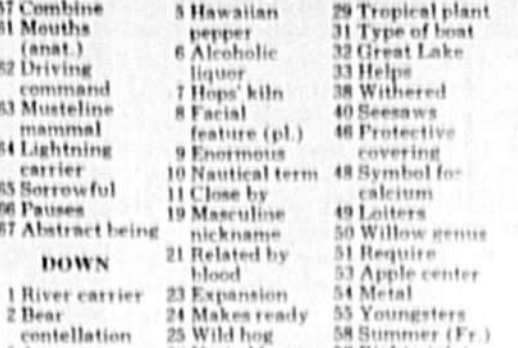 57 Combine
61 Mouths
(anat.)
62 Driving
command
63 Musteline
mammal
64 Lightning
carrier
65 Sorrowful
66 Pauses
67 Abstract being
DOWN
1 River carrier
2 Bear
contellation
5 Hawaiian
pepper
6 Alcoholic
liquor
7 Hops' kiln
8 Facial
feature (pl.)
9 Enormous
10 Nautical term
11 Close by
19 Masculine
nickname
21 Related by
blood
23 Expansion
24 Makes ready
25 Wild hog
29 Tropical plant
31 Type of boat
32 Great Lake
33 Helps
38 Withered
40 Seesaws
46 Protective
covering
48 Symbol for
calcium
49 Loiters
50 Willow genus
51 Require
53 Apple center
54 Metal
55 Youngsters
58 Summer (Fr.)